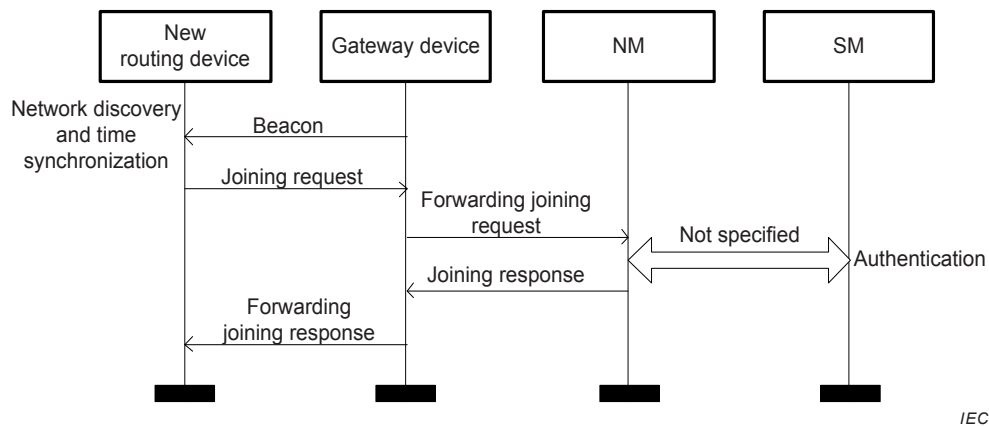 New
routing device
Gateway device
NM
SM
Network discovery
and time
synchronization
Beacon
Joining request
Forwarding joining
request
Not specified
Authentication
Joining response
Forwarding
joining response
IEC